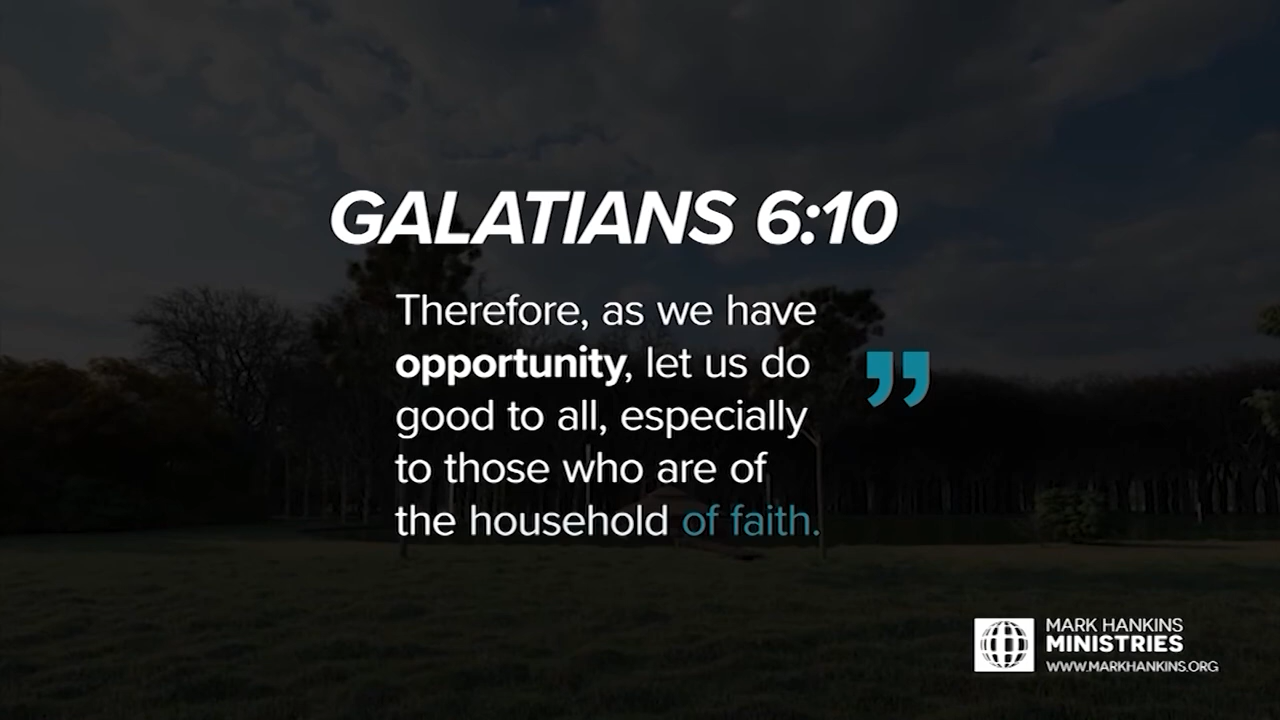 GALATIANS 6:10
Therefore, as we have
opportunity, let us do
good to all, especially
to those who are of
the household of faith.
”
MARK HANKINS
MINISTRIES
WWW.MARKHANKINS.ORG